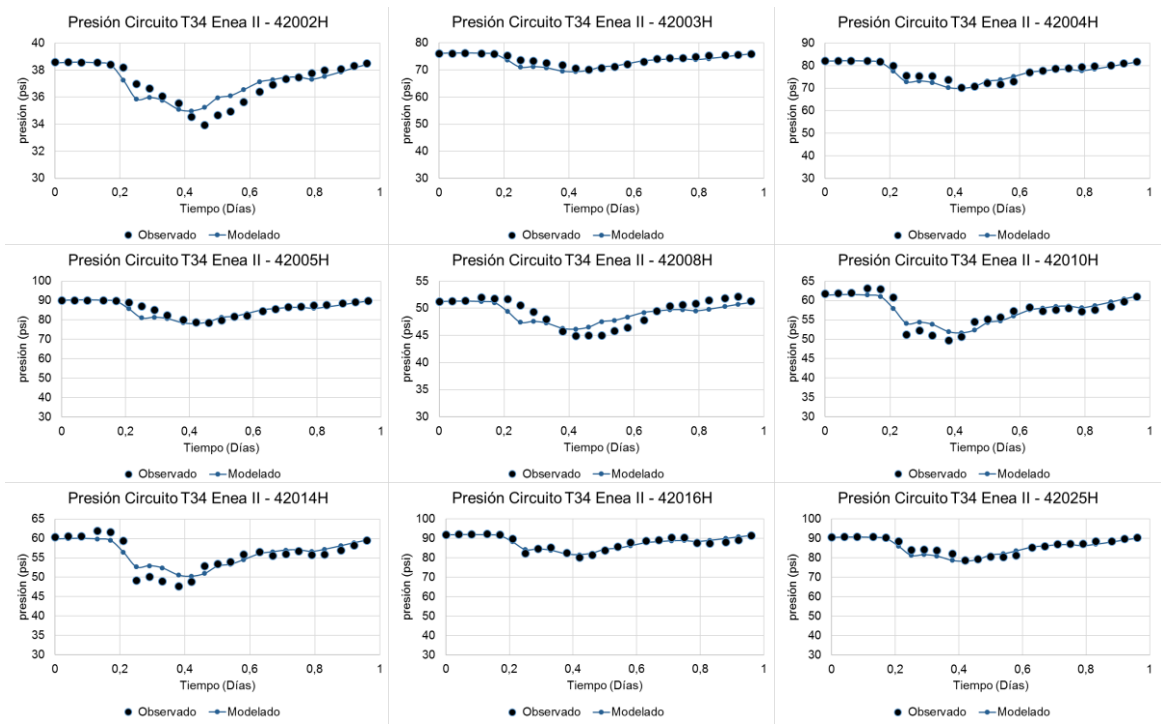 Presión Circuito T34 Enea II - 42002H
40
38
36
34
32
30
presión (psi)
0 0,2 0,4 0,6 0,8 1
Tiempo (Días)
Observado Modelado
Presión Circuito T34 Enea II - 42003H
80
70
60
50
40
30
presión (psi)
0 0,2 0,4 0,6 0,8 1
Tiempo (Días)
Observado Modelado
Presión Circuito T34 Enea II - 42004H
90
80
70
60
50
40
30
presión (psi)
0 0,2 0,4 0,6 0,8 1
Tiempo (Días)
Observado Modelado
Presión Circuito T34 Enea II - 42005H
100
90
80
70
60
50
40
30
presión (psi)
0 0,2 0,4 0,6 0,8 1
Tiempo (Días)
Observado Modelado
Presión Circuito T34 Enea II - 42008H
55
50
45
40
35
30
presión (psi)
0 0,2 0,4 0,6 0,8 1
Tiempo (Días)
Observado Modelado
Presión Circuito T34 Enea II - 42010H
65
60
55
50
45
40
35
30
presión (psi)
0 0,2 0,4 0,6 0,8 1
Tiempo (Días)
Observado Modelado
Presión Circuito T34 Enea II - 42014H
65
60
55
50
45
40
35
30
presión (psi)
0 0,2 0,4 0,6 0,8 1
Tiempo (Días)
Observado Modelado
Presión Circuito T34 Enea II - 42016H
100
90
80
70
60
50
40
30
presión (psi)
0 0,2 0,4 0,6 0,8 1
Tiempo (Días)
Observado Modelado
Presión Circuito T34 Enea II - 42025H
100
90
80
70
60
50
40
30
presión (psi)
0 0,2 0,4 0,6 0,8 1
Tiempo (Días)
Observado Modelado